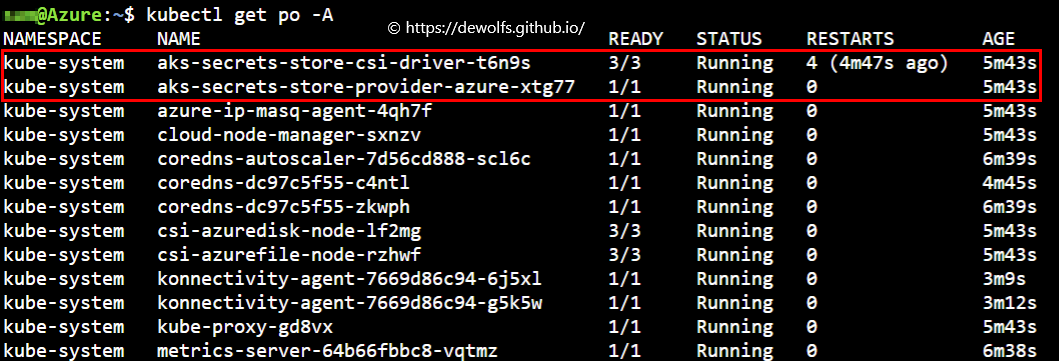 @Azure:~$ kubectl get po -A
© https://dewolfs.github.io/
NAMESPACE NAME READY STATUS RESTARTS AGE
kube-system aks-secrets-store-csi-driver-t6n9s 3/3 Running 4 (4m47s ago) 5m43s
kube-system aks-secrets-store-provider-azure-xtg77 1/1 Running 0 5m43s
kube-system azure-ip-masq-agent-4qh7f 1/1 Running 0 5m43s
kube-system cloud-node-manager-sxnzv 1/1 Running 0 5m43s
kube-system coredns-autoscaler-7d56cd888-scl6c 1/1 Running 0 6m39s
kube-system coredns-dc97c5f55-c4ntl 1/1 Running 0 4m45s
kube-system coredns-dc97c5f55-zkwph 1/1 Running 0 6m39s
kube-system csi-azuredisk-node-lf2mg 3/3 Running 0 5m43s
kube-system csi-azurefile-node-rzhwf 3/3 Running 0 5m43s
kube-system konnectivity-agent-7669d86c94-6j5xl 1/1 Running 0 3m9s
kube-system konnectivity-agent-7669d86c94-g5k5w 1/1 Running 0 3m12s
kube-system kube-proxy-gd8vx 1/1 Running 0 5m43s
kube-system metrics-server-64b66fbbc8-vqtmz 1/1 Running 0 6m38s